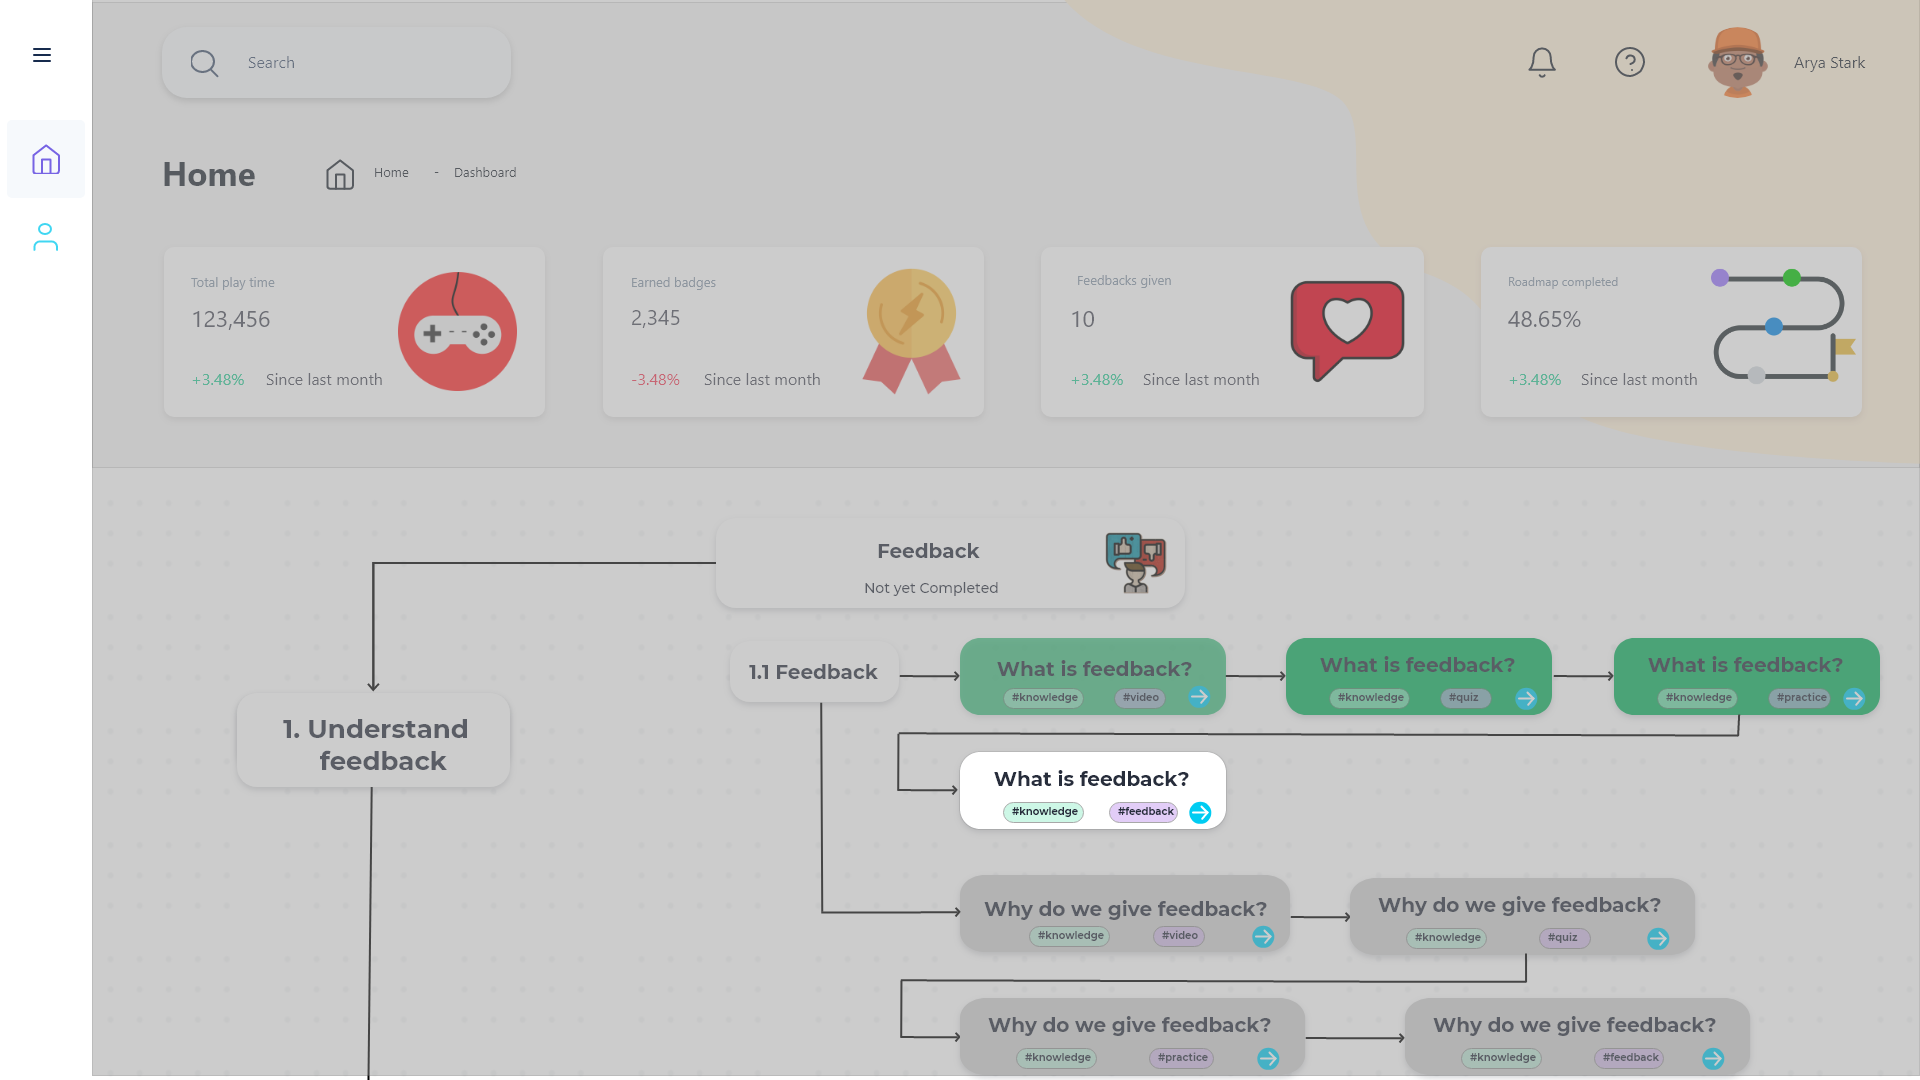 Search
Arya Stark
Home
Home - Dashboard
Total play time
123,456
+3.48% Since last month
Earned badges
2,345
-3.48% Since last month
Feedbacks given
10
+3.48% Since last month
Roadmap completed
48.65%
+3.48% Since last month
Feedback
Not yet Completed
1. Understand
feedback
1.1 Feedback
What is feedback?
#knowledge #video
What is feedback?
#knowledge #quiz
What is feedback?
#knowledge #practice
What is feedback?
#knowledge #feedback
Why do we give feedback?
#knowledge #video
Why do we give feedback?
#knowledge #quiz
Why do we give feedback?
#knowledge #practice
Why do we give feedback?
#knowledge #feedback